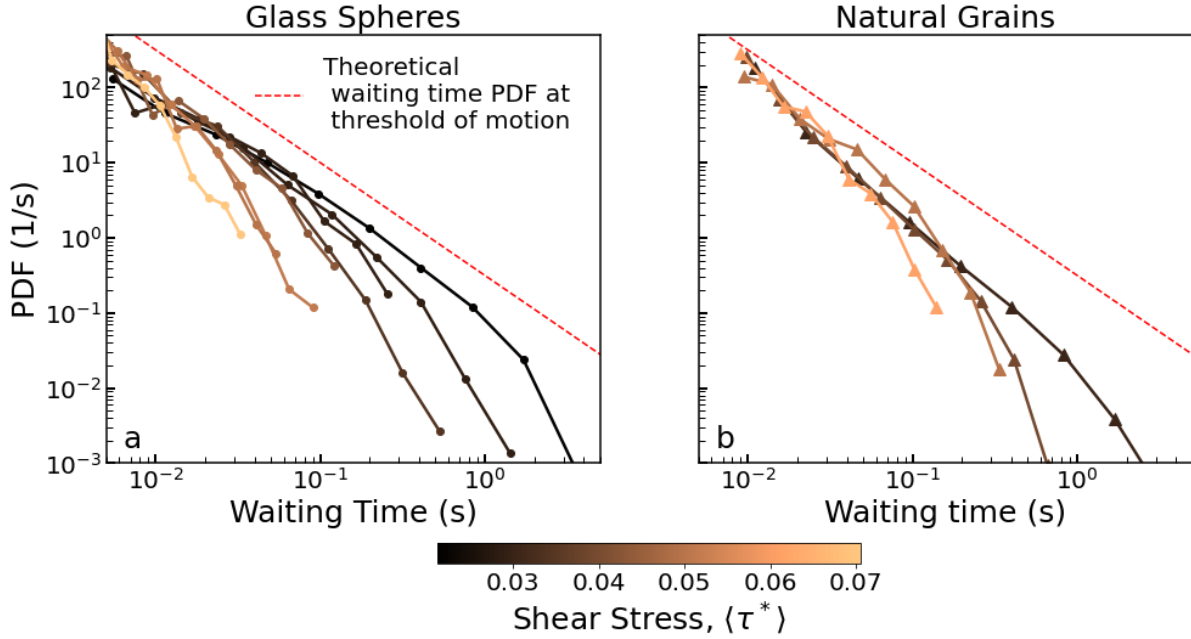 Glass Spheres
Natural Grains
Theoretical
waiting time PDF at
threshold of motion
PDF (1/s)
10²
10¹
10⁰
10⁻¹
10⁻²
10⁻³
a
b
10⁻²
10⁻¹
10⁰
10⁻²
10⁻¹
10⁰
Waiting Time (s)
Waiting time (s)
0.03
0.04
0.05
0.06
0.07
Shear Stress, ⟨τ*⟩